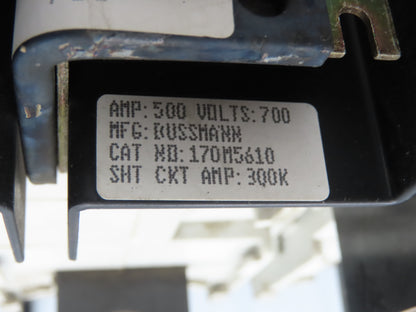 AMP: 500 VOLTS: 700
MFG: BUSSMANN
CAT NO: 170M5610
SHT CKT AMP: 300K